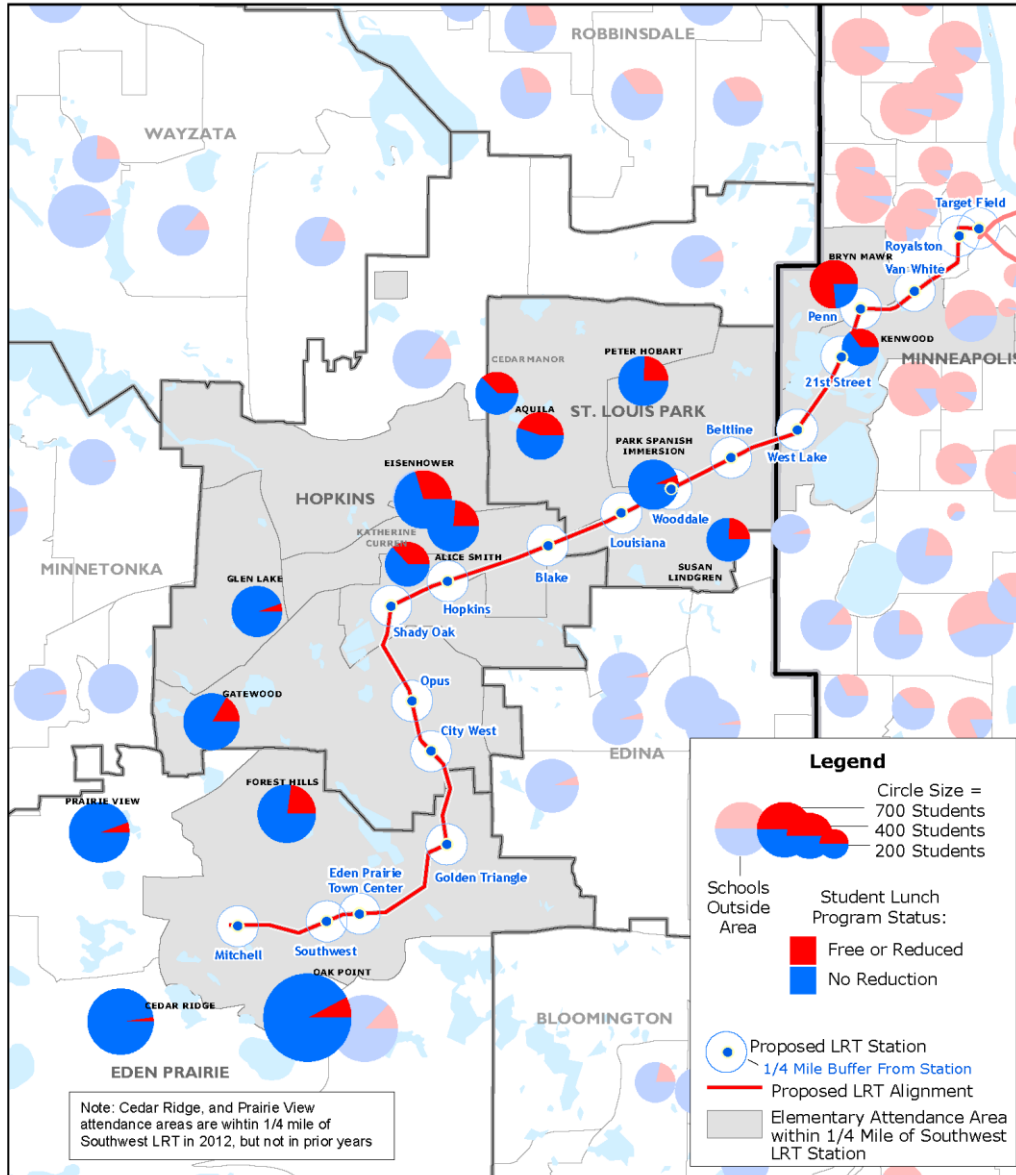 ROBBINSDALE
WAYZATA
Target Field
Royalston
BRYN MAWR
Van White
Penn
KENWOOD
MINNEAPOLIS
21st Street
CEDAR MANOR
PETER HOBART
AQUILA
ST. LOUIS PARK
Beltline
West Lake
PARK SPANISH
IMMERSION
EISENHOWER
HOPKINS
Wooddale
Louisiana
KATHERINE
CURREN
ALICE SMITH
Blake
SUSAN
LINDGREN
MINNETONKA
GLEN LAKE
Hopkins
Shady Oak
Opus
GATEWOOD
City West
EDINA
FOREST HILLS
PRAIRIE VIEW
Golden Triangle
Eden Prairie
Town Center
Mitchell
Southwest
OAK POINT
CEDAR RIDGE
BLOOMINGTON
EDEN PRAIRIE
Note: Cedar Ridge, and Prairie View
attendance areas are whithin 1/4 mile of
Southwest LRT in 2012, but not in prior years
Legend
Circle Size =
700 Students
400 Students
200 Students
Schools
Outside
Area
Student Lunch
Program Status:
Free or Reduced
No Reduction
Proposed LRT Station
1/4 Mile Buffer From Station
Proposed LRT Alignment
Elementary Attendance Area
within 1/4 Mile of Southwest
LRT Station